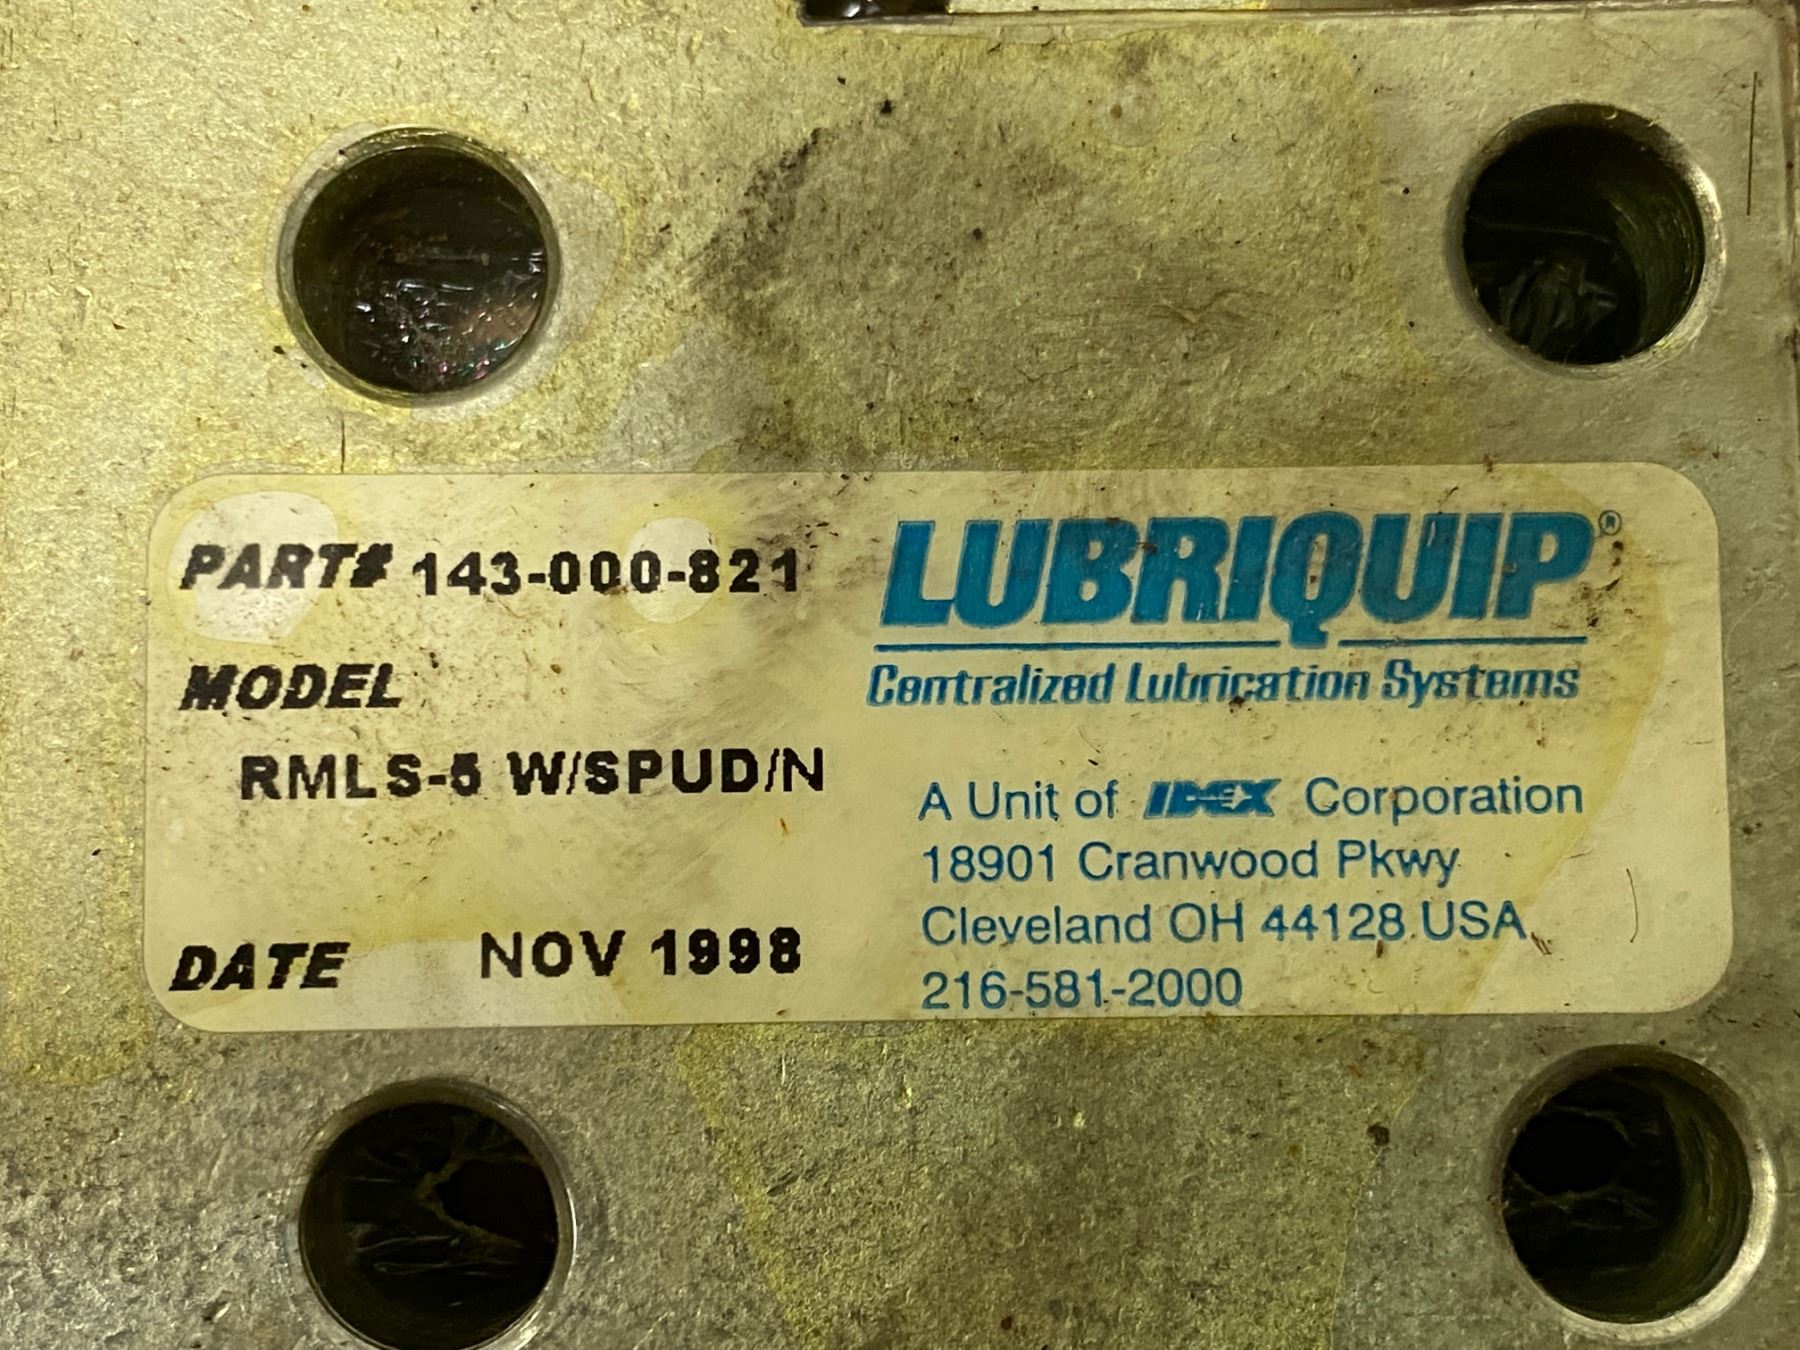 PART# 143-000-821
MODEL
RMLS-5 W/SPUD/N
DATE NOV 1998
LUBRIQUIP®
Centralized Lubrication Systems
A Unit of IDEX Corporation
18901 Cranwood Pkwy
Cleveland OH 44128 USA
216-581-2000